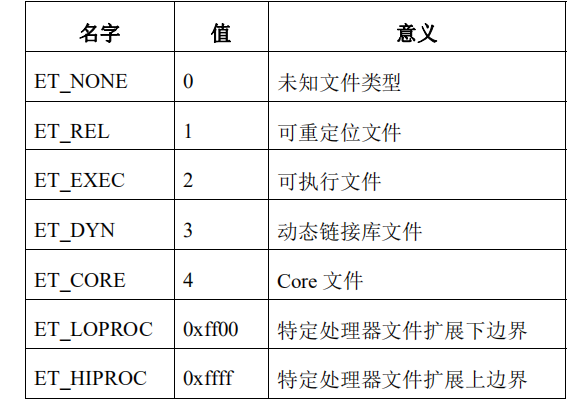 名字 值 意义
ET_NONE 0 未知文件类型
ET_REL 1 可重定位文件
ET_EXEC 2 可执行文件
ET_DYN 3 动态链接库文件
ET_CORE 4 Core 文件
ET_LOPROC 0xff00 特定处理器文件扩展下边界
ET_HIPROC 0xffff 特定处理器文件扩展上边界